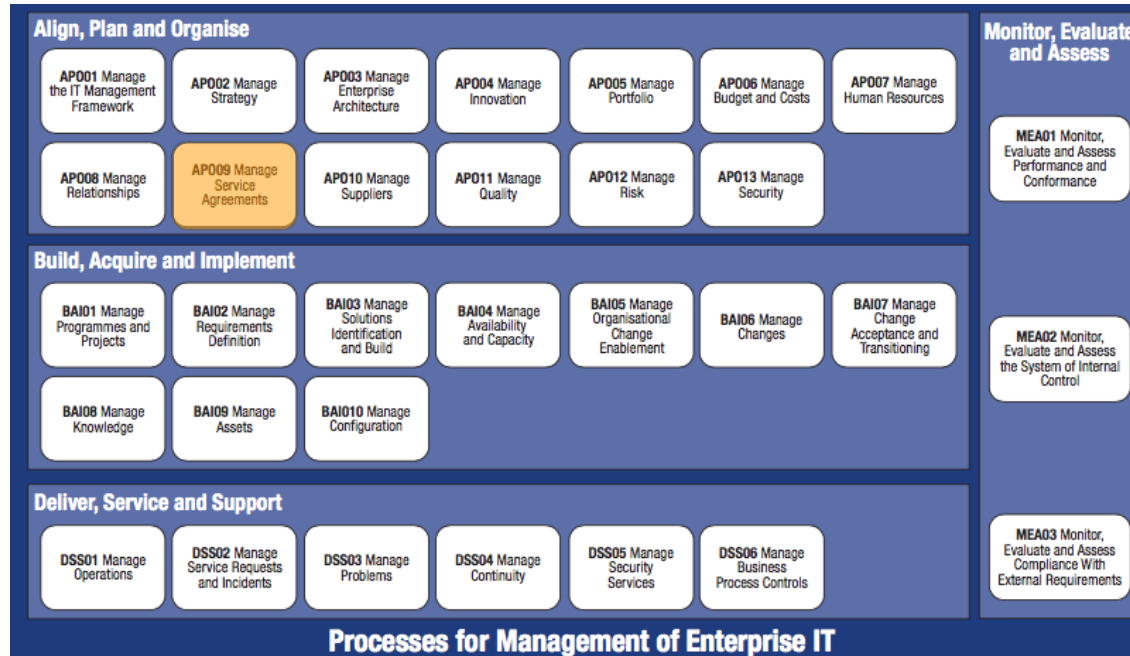 Align, Plan and Organise
APO01 Manage
the IT Management
Framework
APO02 Manage
Strategy
APO03 Manage
Enterprise
Architecture
APO04 Manage
Innovation
APO05 Manage
Portfolio
APO06 Manage
Budget and Costs
APO07 Manage
Human Resources
APO08 Manage
Relationships
APO09 Manage
Service
Agreements
APO10 Manage
Suppliers
APO11 Manage
Quality
APO12 Manage
Risk
APO13 Manage
Security
Build, Acquire and Implement
BAI01 Manage
Programmes and
Projects
BAI02 Manage
Requirements
Definition
BAI03 Manage
Solutions
Identification
and Build
BAI04 Manage
Availability
and Capacity
BAI05 Manage
Organisational
Change
Enablement
BAI06 Manage
Changes
BAI07 Manage
Change
Acceptance and
Transitioning
BAI08 Manage
Knowledge
BAI09 Manage
Assets
BAI010 Manage
Configuration
Deliver, Service and Support
DSS01 Manage
Operations
DSS02 Manage
Service Requests
and Incidents
DSS03 Manage
Problems
DSS04 Manage
Continuity
DSS05 Manage
Security
Services
DSS06 Manage
Business
Process Controls
Monitor, Evaluate
and Assess
MEA01 Monitor,
Evaluate and Assess
Performance and
Conformance
MEA02 Monitor,
Evaluate and Assess
the System of Internal
Control
MEA03 Monitor,
Evaluate and Assess
Compliance With
External Requirements
Processes for Management of Enterprise IT